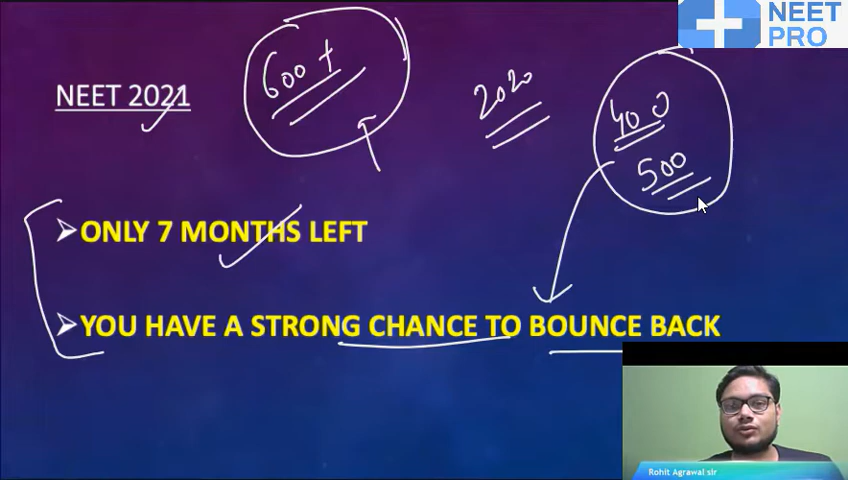 NEET
PRO
NEET 2021
600+
2020
400
500
➢ONLY 7 MONTHS LEFT
➢YOU HAVE A STRONG CHANCE TO BOUNCE BACK
Rohit Agrawal sir